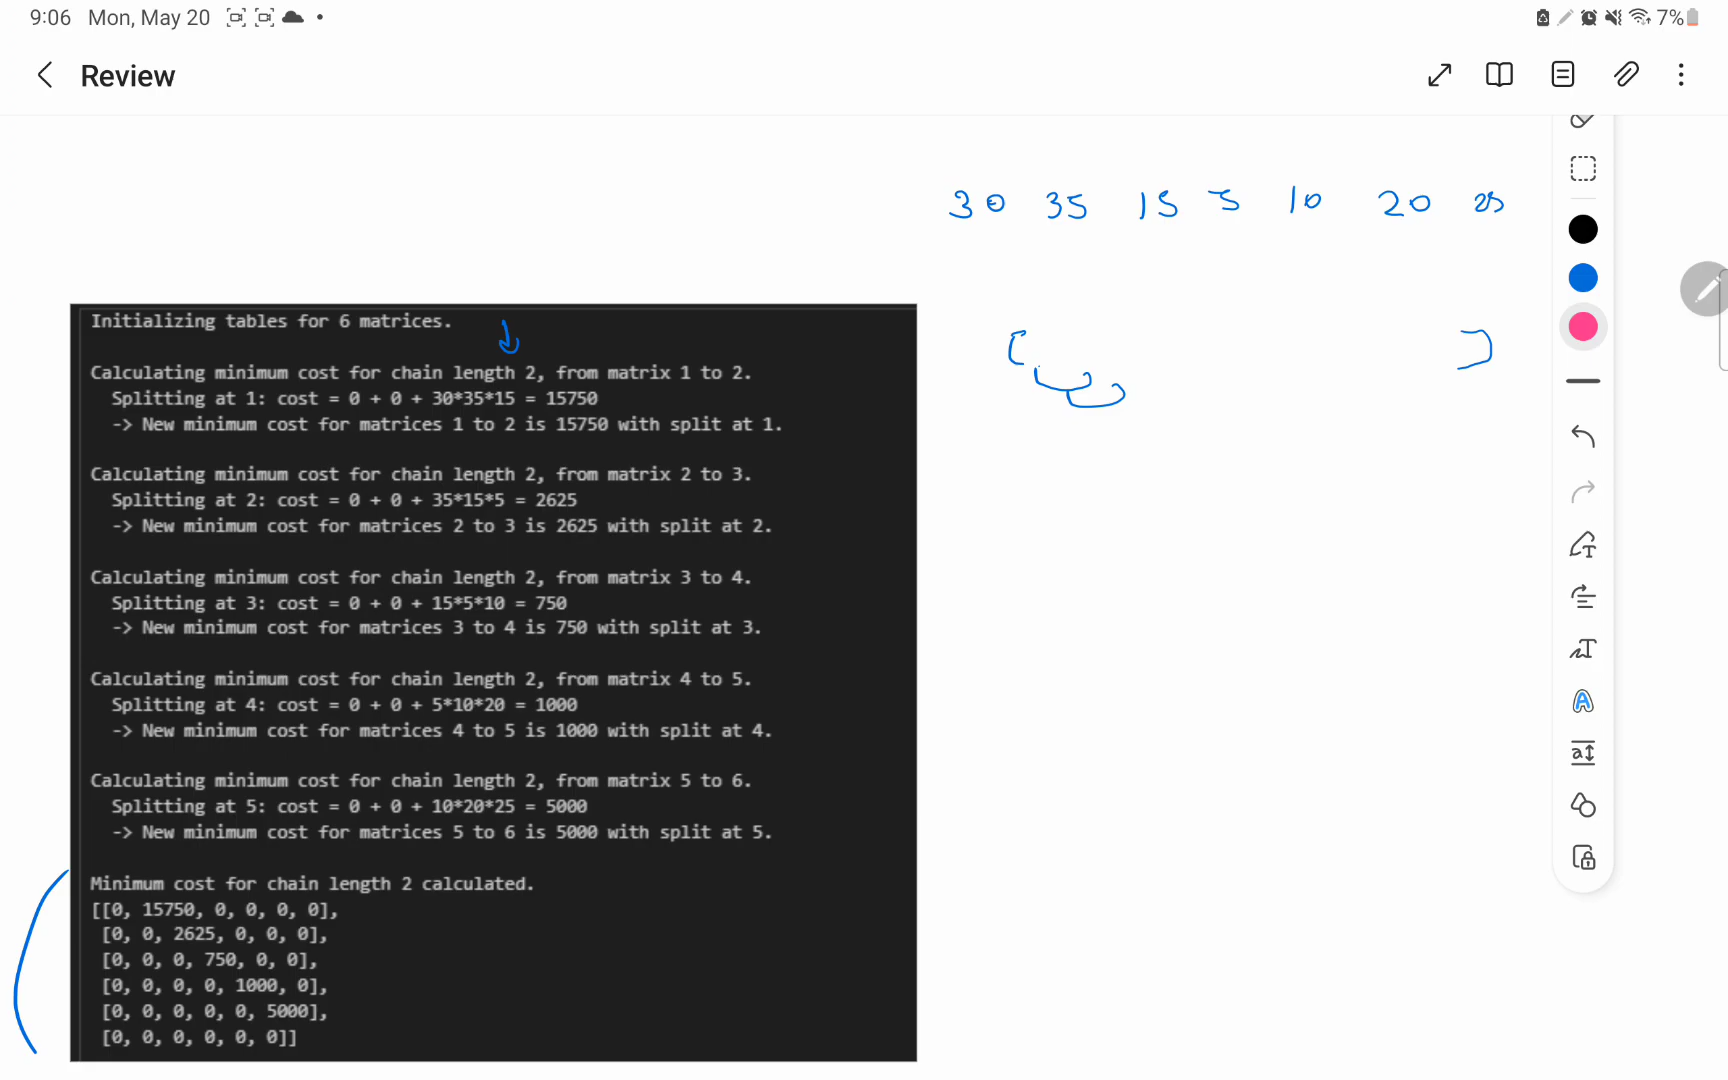 9:06 Mon, May 20
7%
Review
30 35 15 5 10 20 25
Initializing tables for 6 matrices.
Calculating minimum cost for chain length 2, from matrix 1 to 2.
Splitting at 1: cost = 0 + 0 + 30*35*15 = 15750
-> New minimum cost for matrices 1 to 2 is 15750 with split at 1.
Calculating minimum cost for chain length 2, from matrix 2 to 3.
Splitting at 2: cost = 0 + 0 + 35*15*5 = 2625
-> New minimum cost for matrices 2 to 3 is 2625 with split at 2.
Calculating minimum cost for chain length 2, from matrix 3 to 4.
Splitting at 3: cost = 0 + 0 + 15*5*10 = 750
-> New minimum cost for matrices 3 to 4 is 750 with split at 3.
Calculating minimum cost for chain length 2, from matrix 4 to 5.
Splitting at 4: cost = 0 + 0 + 5*10*20 = 1000
-> New minimum cost for matrices 4 to 5 is 1000 with split at 4.
Calculating minimum cost for chain length 2, from matrix 5 to 6.
Splitting at 5: cost = 0 + 0 + 10*20*25 = 5000
-> New minimum cost for matrices 5 to 6 is 5000 with split at 5.
Minimum cost for chain length 2 calculated.
[[0, 15750, 0, 0, 0, 0],
[0, 0, 2625, 0, 0, 0],
[0, 0, 0, 750, 0, 0],
[0, 0, 0, 0, 1000, 0],
[0, 0, 0, 0, 0, 5000],
[0, 0, 0, 0, 0, 0]]
[ ]